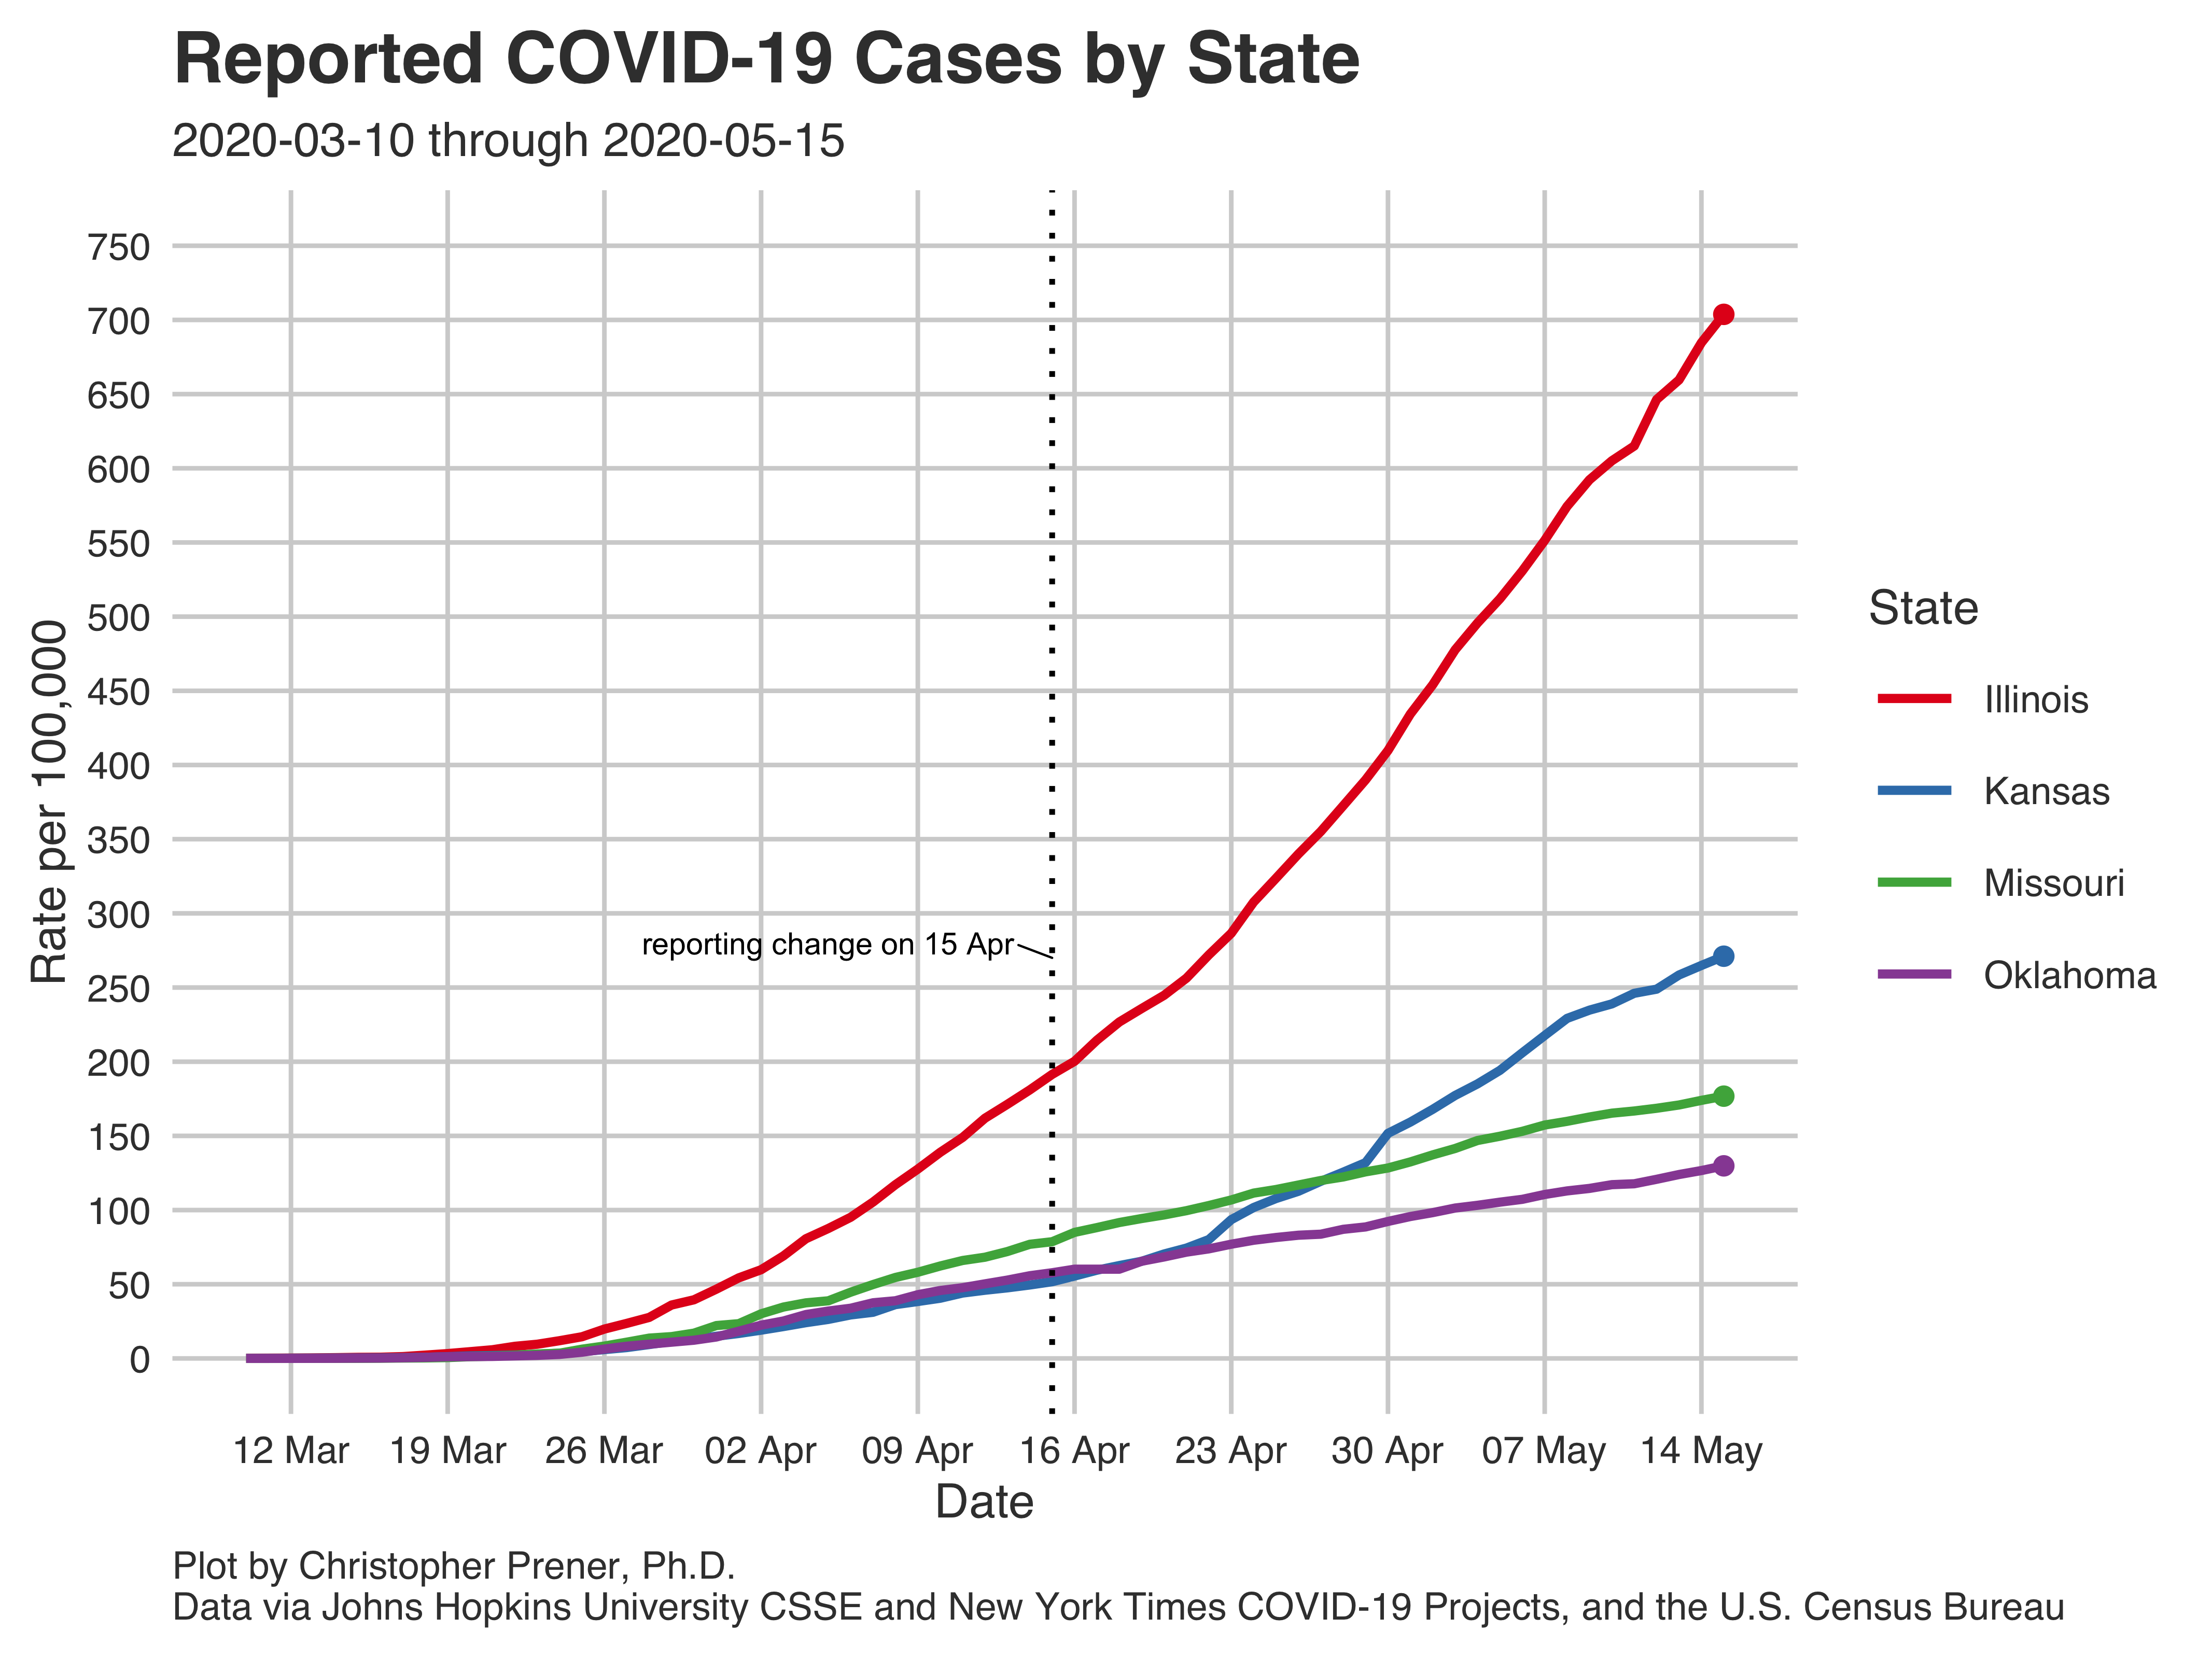 Reported COVID-19 Cases by State
2020-03-10 through 2020-05-15
Rate per 100,000
750
700
650
600
550
500
450
400
350
300
250
200
150
100
50
0
reporting change on 15 Apr
12 Mar 19 Mar 26 Mar 02 Apr 09 Apr 16 Apr 23 Apr 30 Apr 07 May 14 May
Date
State
Illinois
Kansas
Missouri
Oklahoma
Plot by Christopher Prener, Ph.D.
Data via Johns Hopkins University CSSE and New York Times COVID-19 Projects, and the U.S. Census Bureau